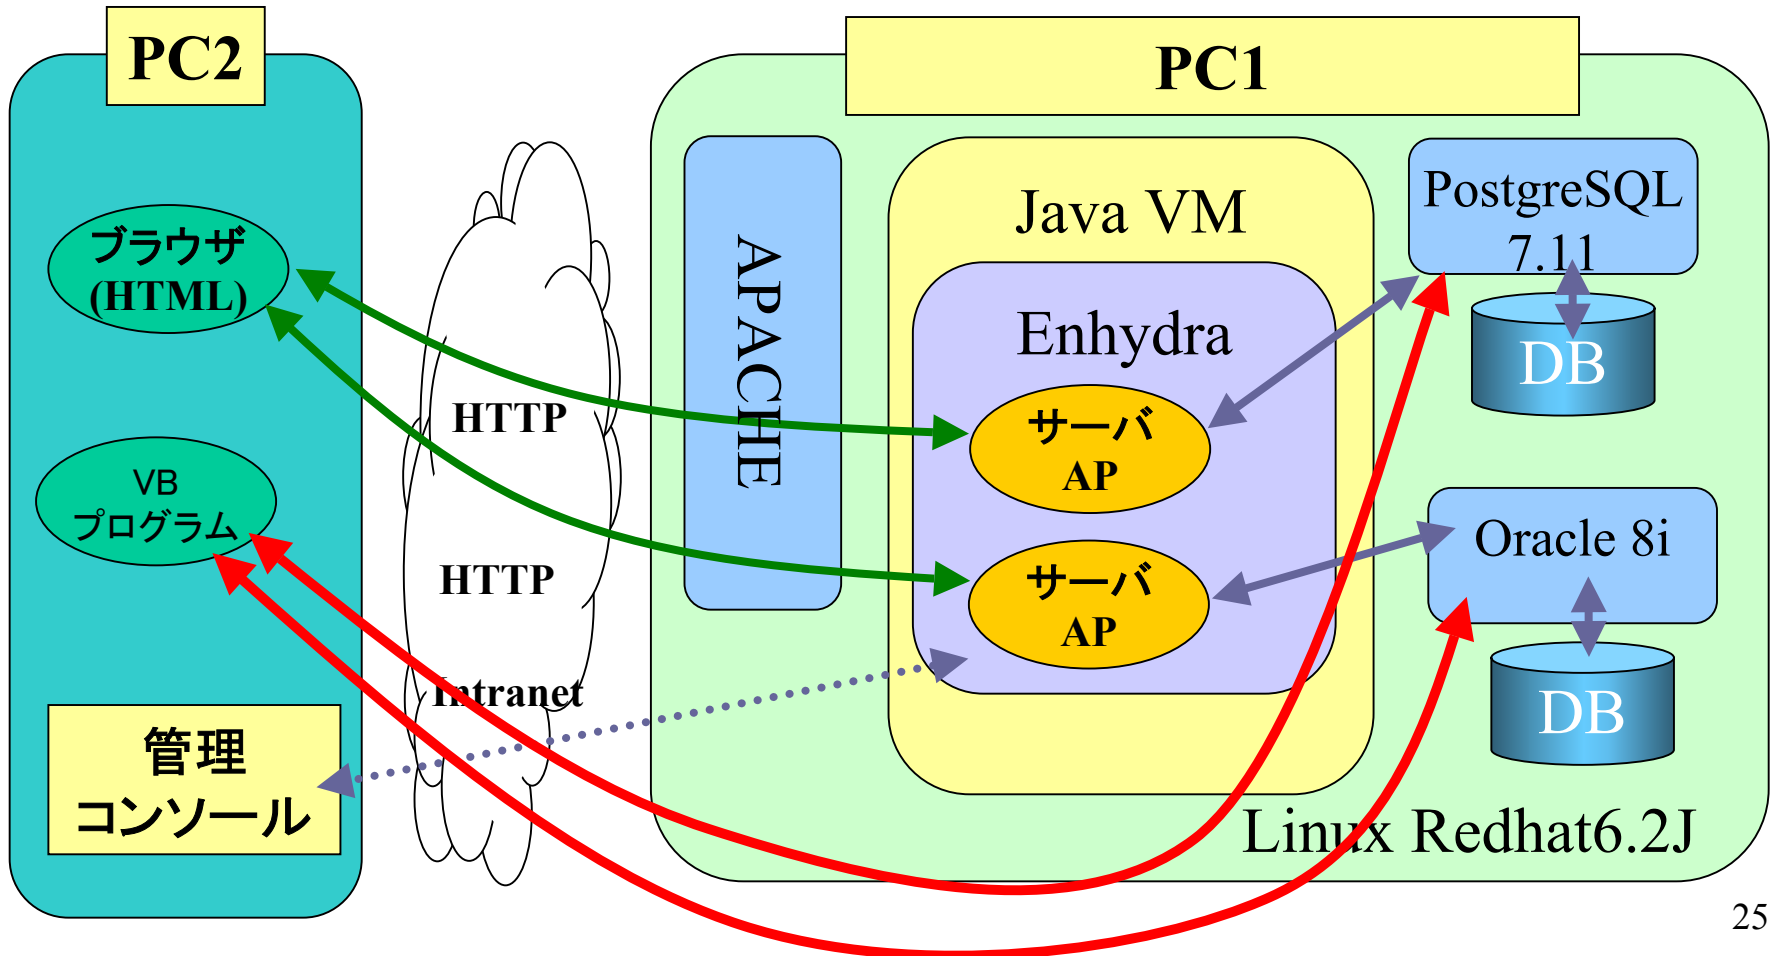 PC2
PC1
ブラウザ
(HTML)
VB
プログラム
管理
コンソール
HTTP
HTTP
Intranet
APACHE
Java VM
Enhydra
サーバ
AP
サーバ
AP
PostgreSQL
7.11
DB
Oracle 8i
DB
Linux Redhat6.2J
25